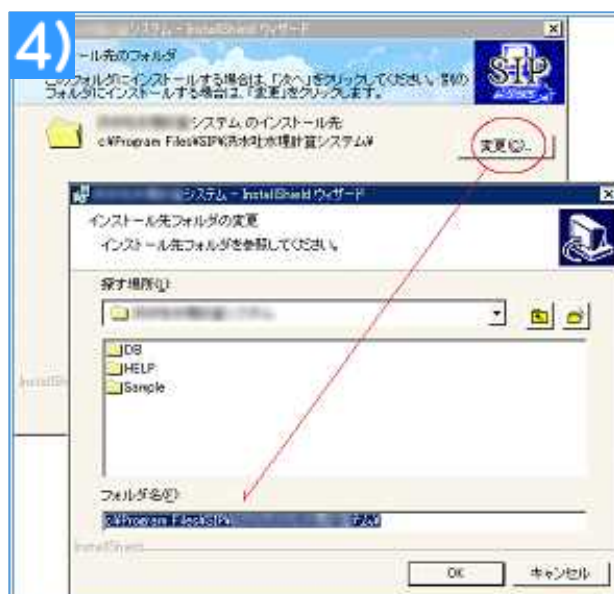 4)
システム - InstallShield ウィザード
ール先のフォルダ
このフォルダにインストールする場合は、「次へ」をクリックしてください。別の
フォルダにインストールする場合は、「変更」をクリックします。
SIP
システム のインストール先
c:¥Program Files¥SIP¥洪水吐水理計算システム¥
変更(C)...
システム - InstallShield ウィザード
インストール先フォルダの変更
インストール先フォルダを参照してください。
探す場所(L):
DB
HELP
Sample
InstallSh
フォルダ名(F):
c:¥Program Files¥SIP¥ テム¥
InstallShield
OK
キャンセル